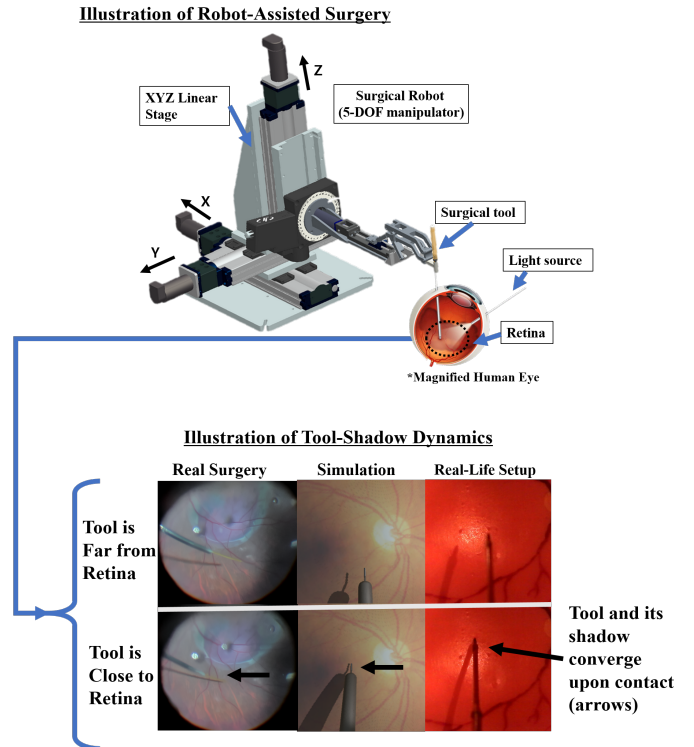 Illustration of Robot-Assisted Surgery
Z
XYZ Linear
Stage
Surgical Robot
(5-DOF manipulator)
X
Y
Surgical tool
Light source
Retina
*Magnified Human Eye
Illustration of Tool-Shadow Dynamics
Real Surgery
Simulation
Real-Life Setup
Tool is
Far from
Retina
Tool is
Close to
Retina
Tool and its
shadow
converge
upon contact
(arrows)